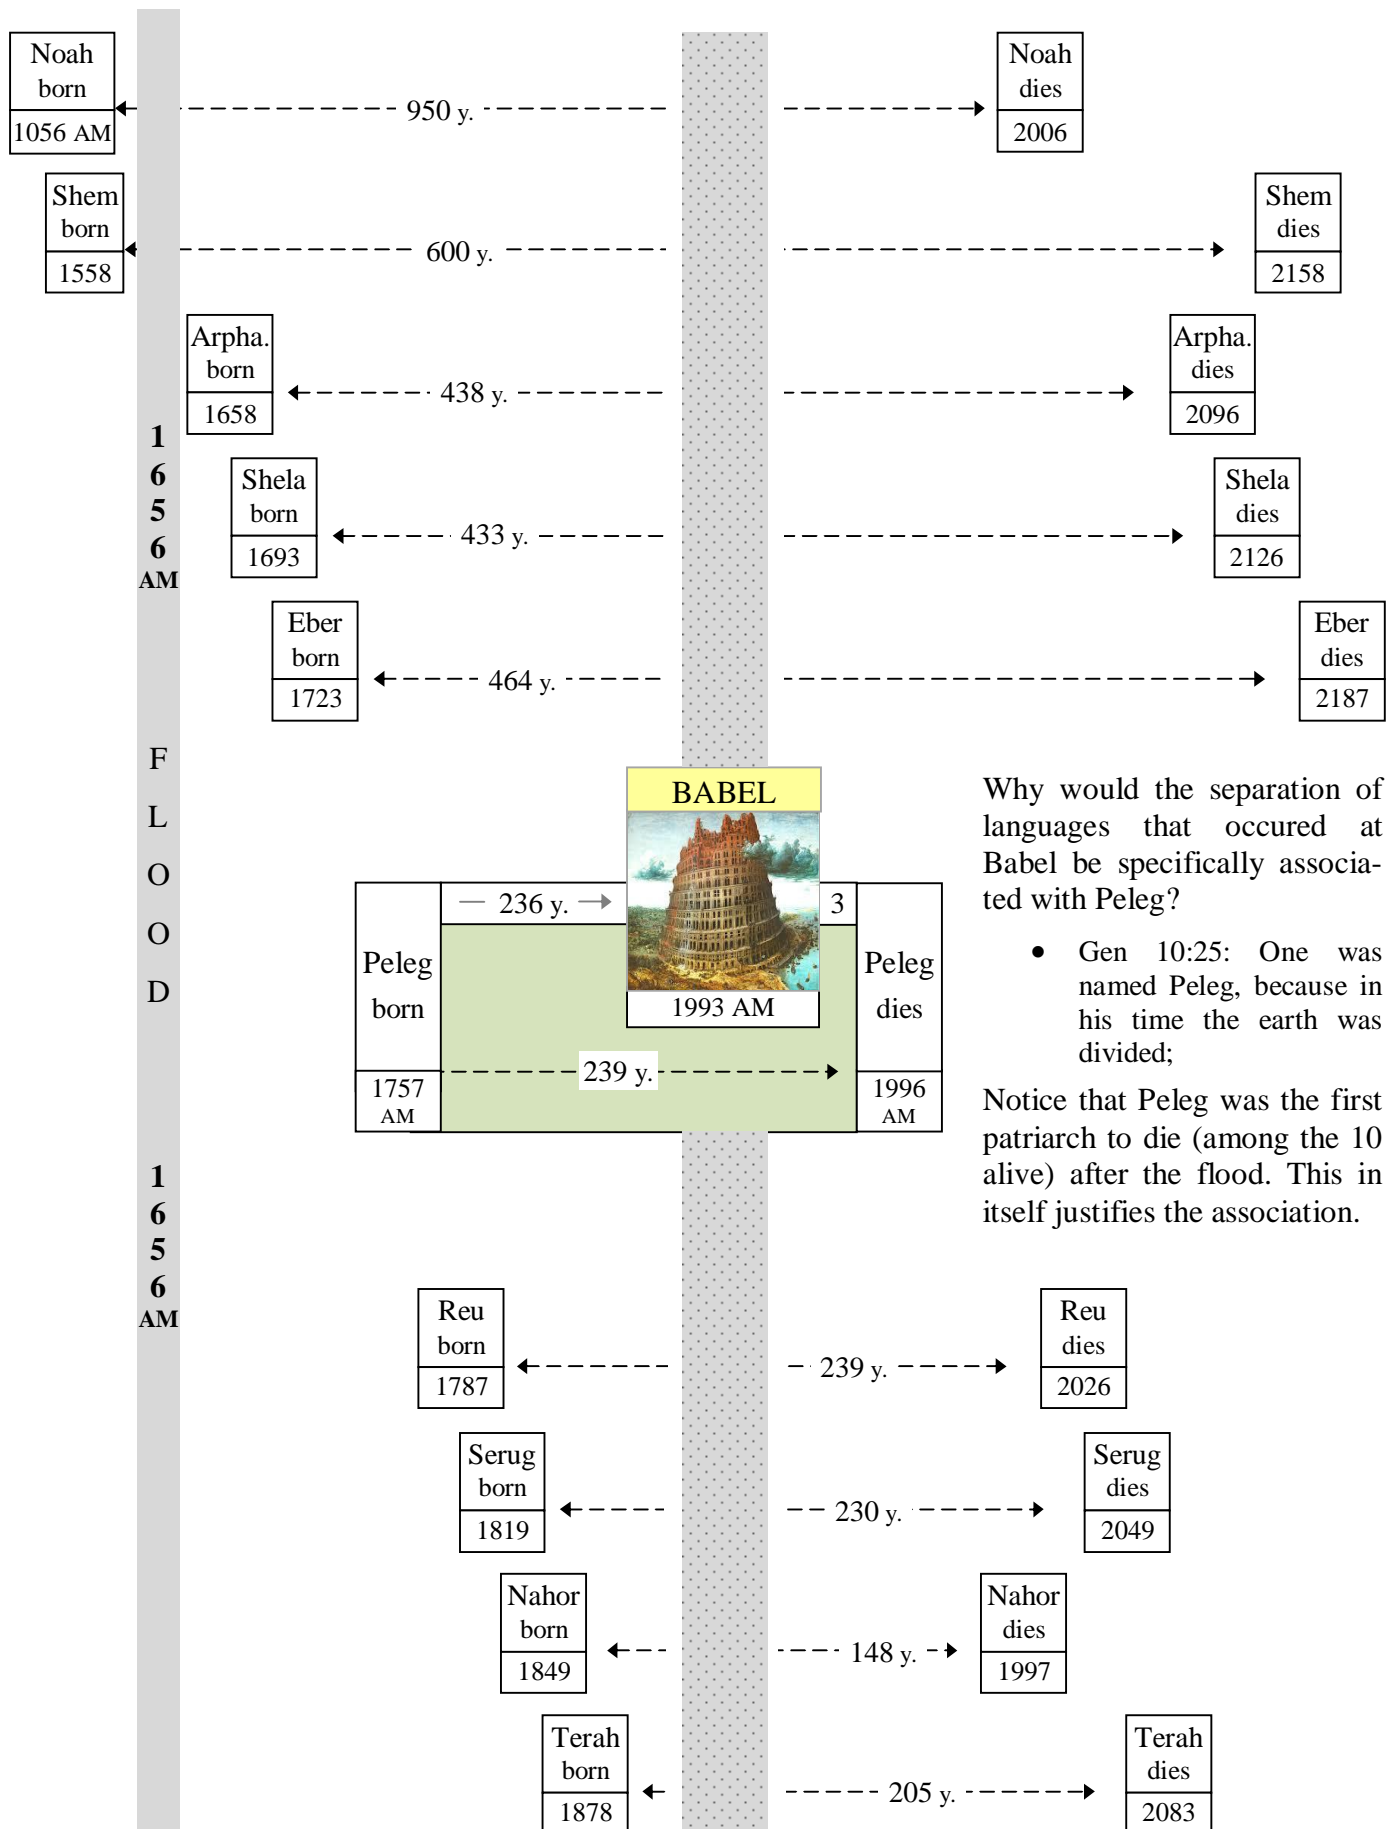 Noah
born
1056 AM
950 y.
Noah
dies
2006
Shem
born
1558
600 y.
Shem
dies
2158
Arpha.
born
1658
438 y.
Arpha.
dies
2096
1
6
5
6
AM
Shela
born
1693
433 y.
Shela
dies
2126
Eber
born
1723
464 y.
Eber
dies
2187
F
L
O
O
D
BABEL
1993 AM
236 y.
3
Peleg
born
1757
AM
239 y.
Peleg
dies
1996
AM
Why would the separation of
languages that occured at
Babel be specifically associa-
ted with Peleg?
• Gen 10:25: One was
named Peleg, because in
his time the earth was
divided;
Notice that Peleg was the first
patriarch to die (among the 10
alive) after the flood. This in
itself justifies the association.
1
6
5
6
AM
Reu
born
1787
239 y.
Reu
dies
2026
Serug
born
1819
230 y.
Serug
dies
2049
Nahor
born
1849
148 y.
Nahor
dies
1997
Terah
born
1878
205 y.
Terah
dies
2083